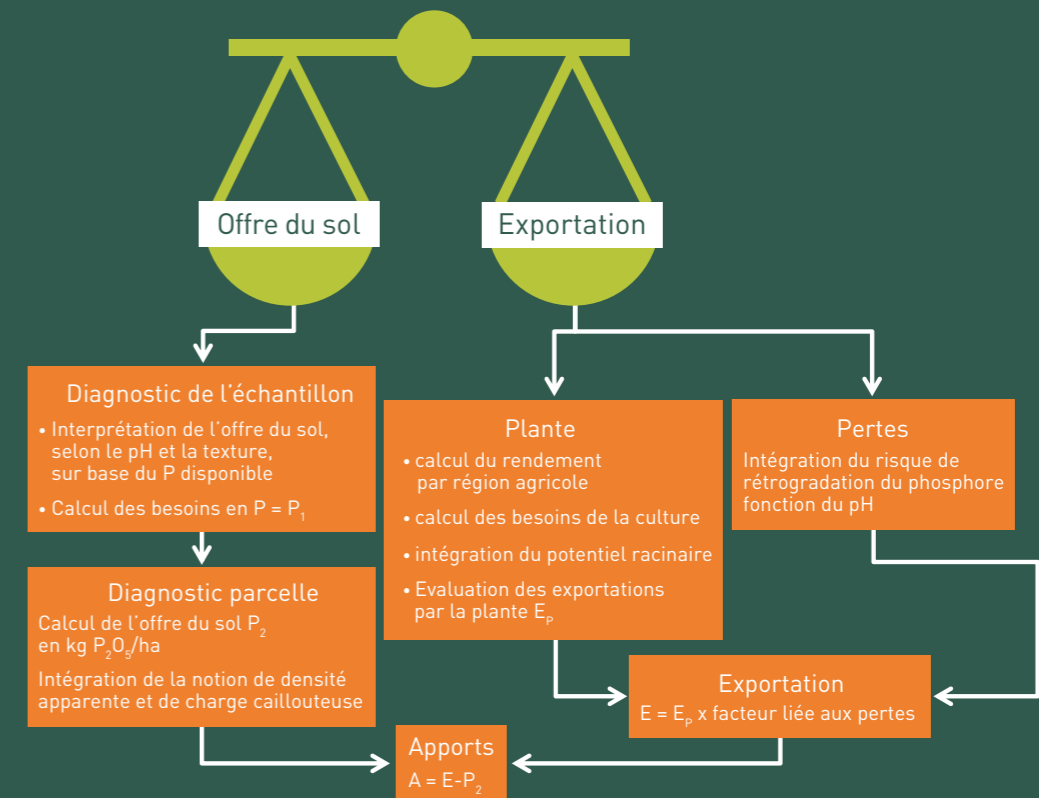 Offre du sol
Exportation
Diagnostic de l'échantillon
• Interprétation de l'offre du sol,
selon le pH et la texture,
sur base du P disponible
• Calcul des besoins en P = P₁
Diagnostic parcelle
Calcul de l'offre du sol P₂
en kg P₂O₅/ha
Intégration de la notion de densité
apparente et de charge caillouteuse
Plante
• calcul du rendement
par région agricole
• calcul des besoins de la culture
• intégration du potentiel racinaire
• Evaluation des exportations
par la plante Eₚ
Pertes
Intégration du risque de
rétrogradation du phosphore
fonction du pH
Exportation
E = Eₚ x facteur liée aux pertes
Apports
A = E-P₂